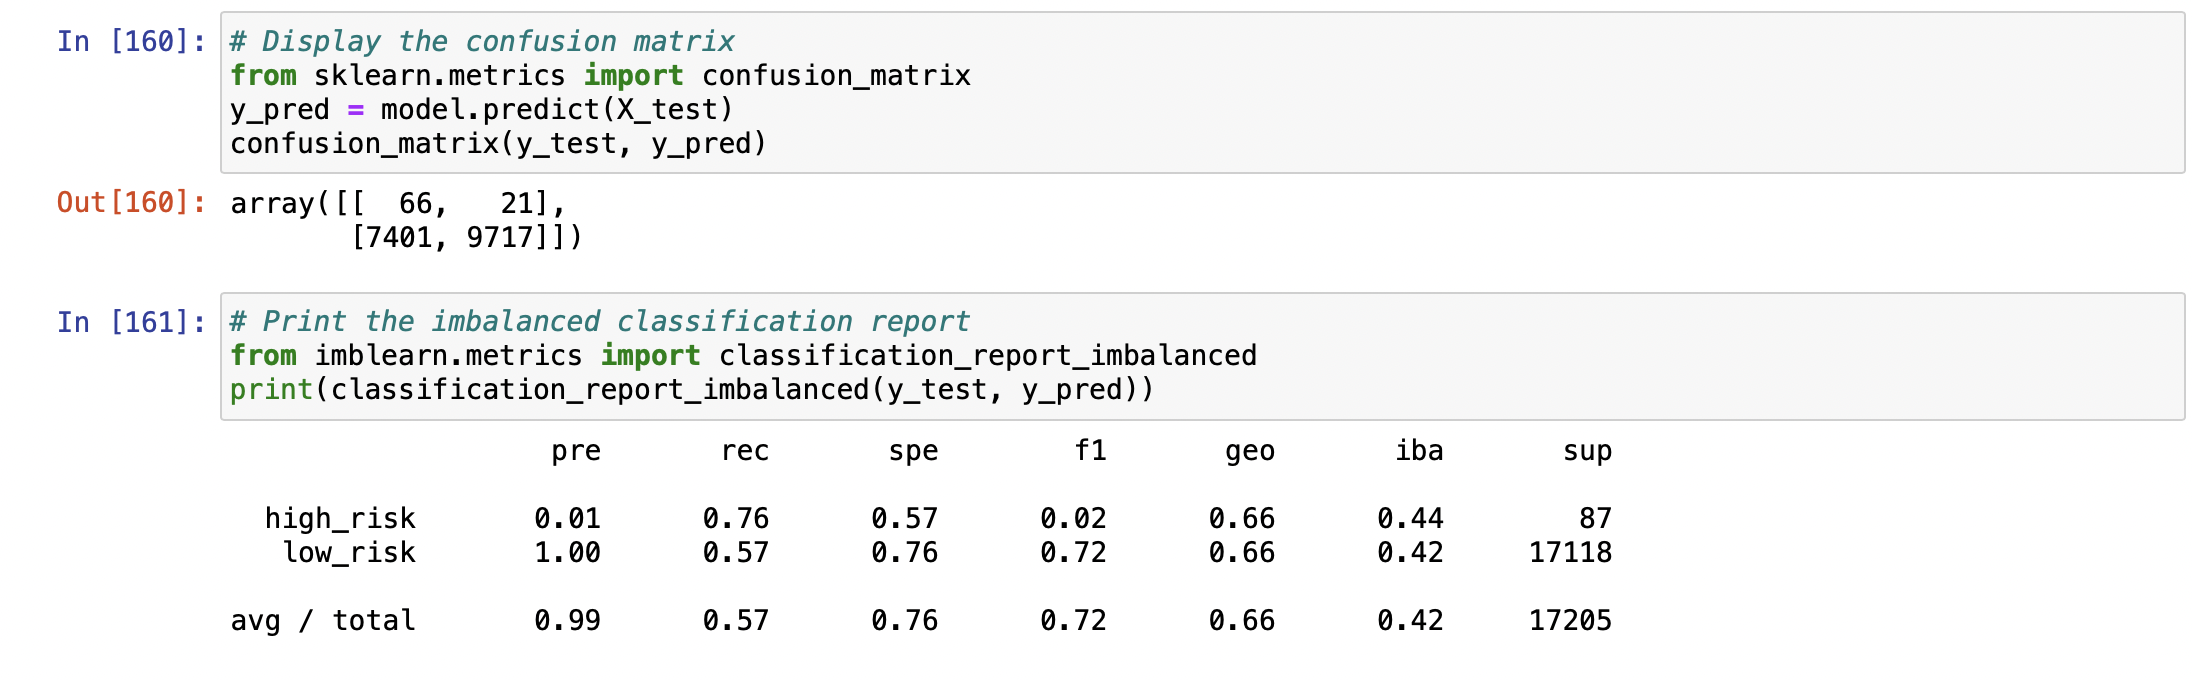 In [160]: # Display the confusion matrix
from sklearn.metrics import confusion_matrix
y_pred = model.predict(X_test)
confusion_matrix(y_test, y_pred)
Out[160]: array([[  66,   21],
       [7401, 9717]])
In [161]: # Print the imbalanced classification report
from imblearn.metrics import classification_report_imbalanced
print(classification_report_imbalanced(y_test, y_pred))
pre rec spe f1 geo iba sup
high_risk 0.01 0.76 0.57 0.02 0.66 0.44 87
low_risk 1.00 0.57 0.76 0.72 0.66 0.42 17118
avg / total 0.99 0.57 0.76 0.72 0.66 0.42 17205